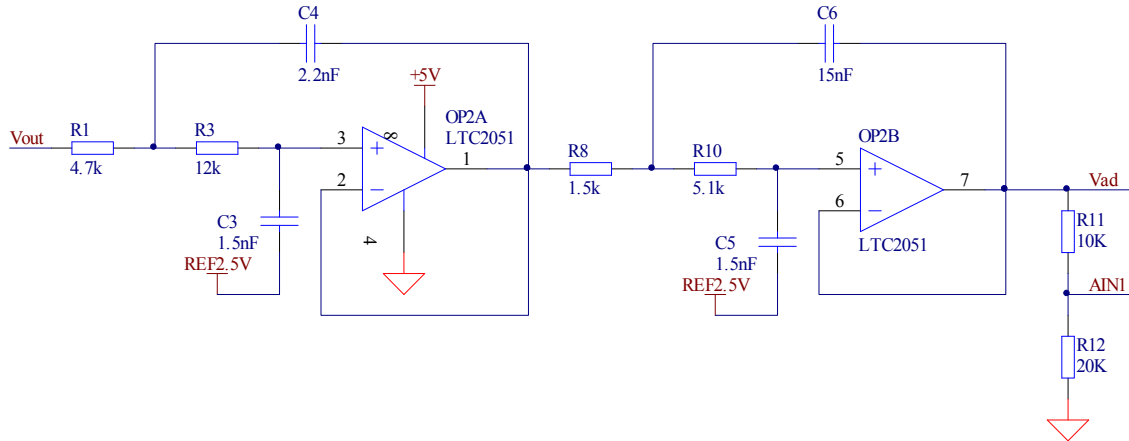 C4
2.2nF
+5V
OP2A
LTC2051
Vout
R1
4.7k
R3
12k
3
8
2
1
4
C3
1.5nF
REF2.5V
R8
1.5k
C6
15nF
R10
5.1k
OP2B
5
6
7
LTC2051
C5
1.5nF
REF2.5V
Vad
R11
10K
AIN1
R12
20K